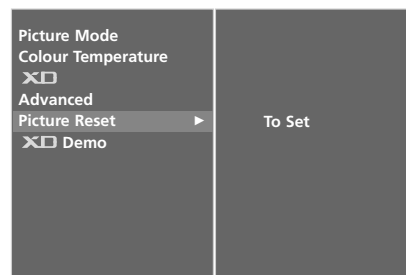 Picture Mode
Colour Temperature
XD
Advanced
Picture Reset ►
To Set
XD Demo